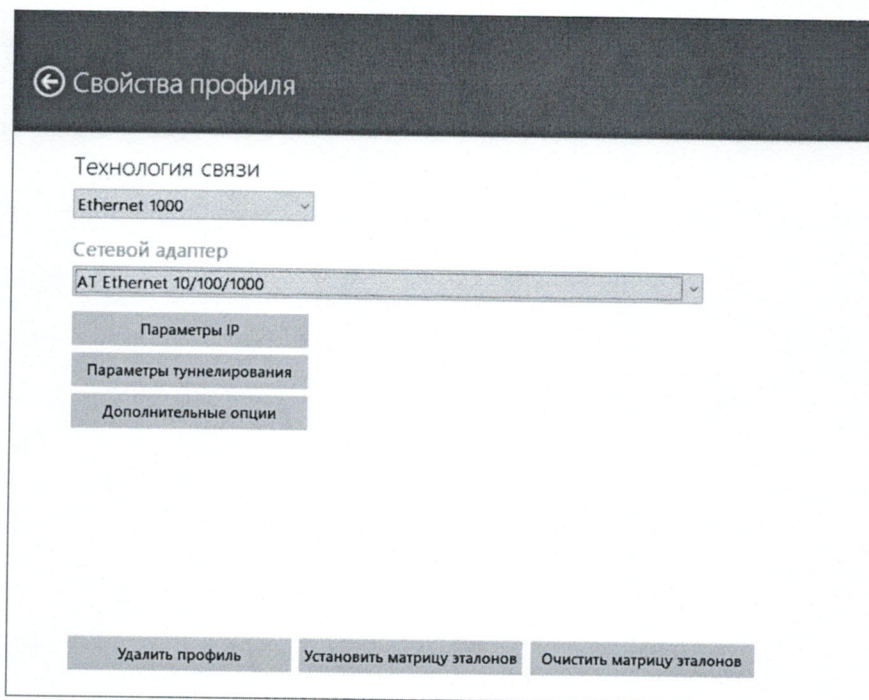 Свойства профиля
Технология связи
Ethernet 1000
Сетевой адаптер
AT Ethernet 10/100/1000
Параметры IP
Параметры туннелирования
Дополнительные опции
Удалить профиль Установить матрицу эталонов Очистить матрицу эталонов